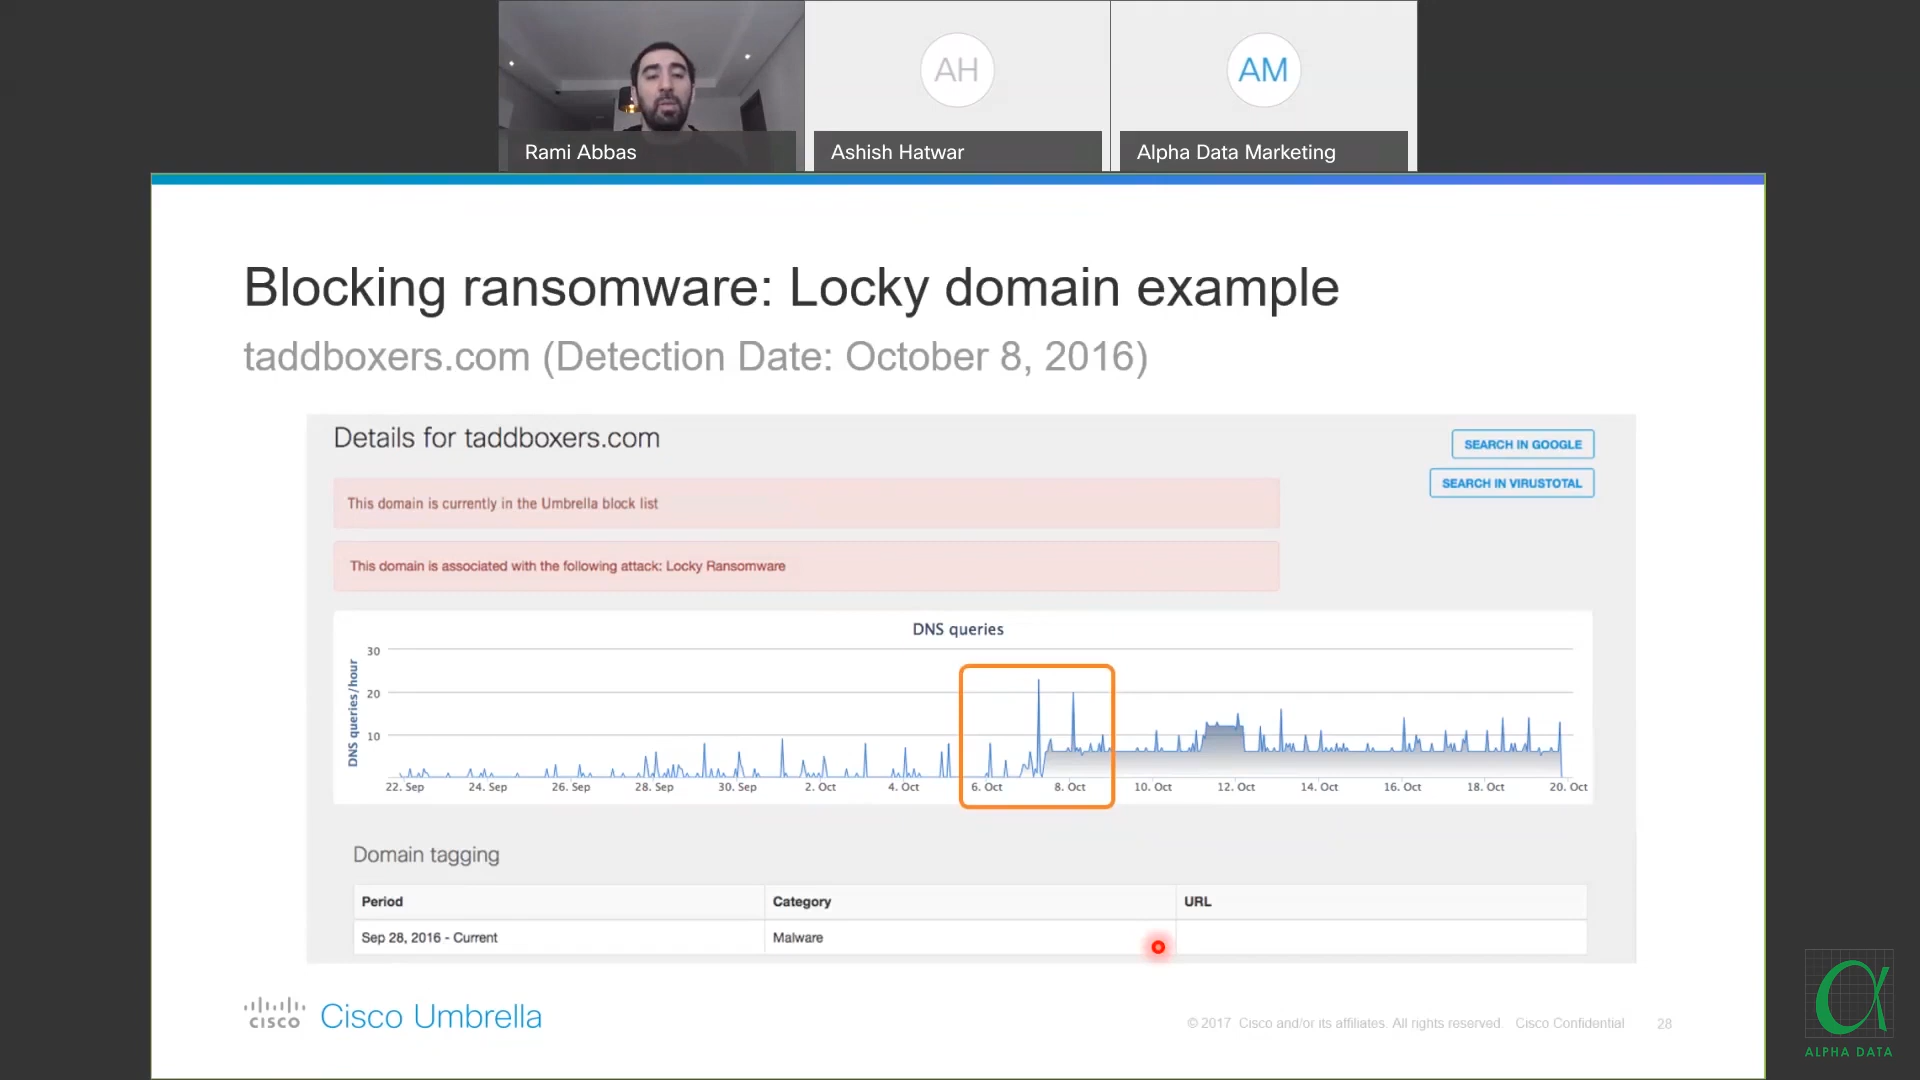 AH
AM
Rami Abbas
Ashish Hatwar
Alpha Data Marketing
Blocking ransomware: Locky domain example
taddboxers.com (Detection Date: October 8, 2016)
Details for taddboxers.com
SEARCH IN GOOGLE
SEARCH IN VIRUSTOTAL
This domain is currently in the Umbrella block list
This domain is associated with the following attack: Locky Ransomware
DNS queries
DNS queries/hour
30
20
10
22. Sep 24. Sep 26. Sep 28. Sep 30. Sep 2. Oct 4. Oct 6. Oct 8. Oct 10. Oct 12. Oct 14. Oct 16. Oct 18. Oct 20. Oct
Domain tagging
Period Category URL
Sep 28, 2016 - Current Malware
CISCO Cisco Umbrella
© 2017 Cisco and/or its affiliates. All rights reserved. Cisco Confidential 28
ALPHA DATA